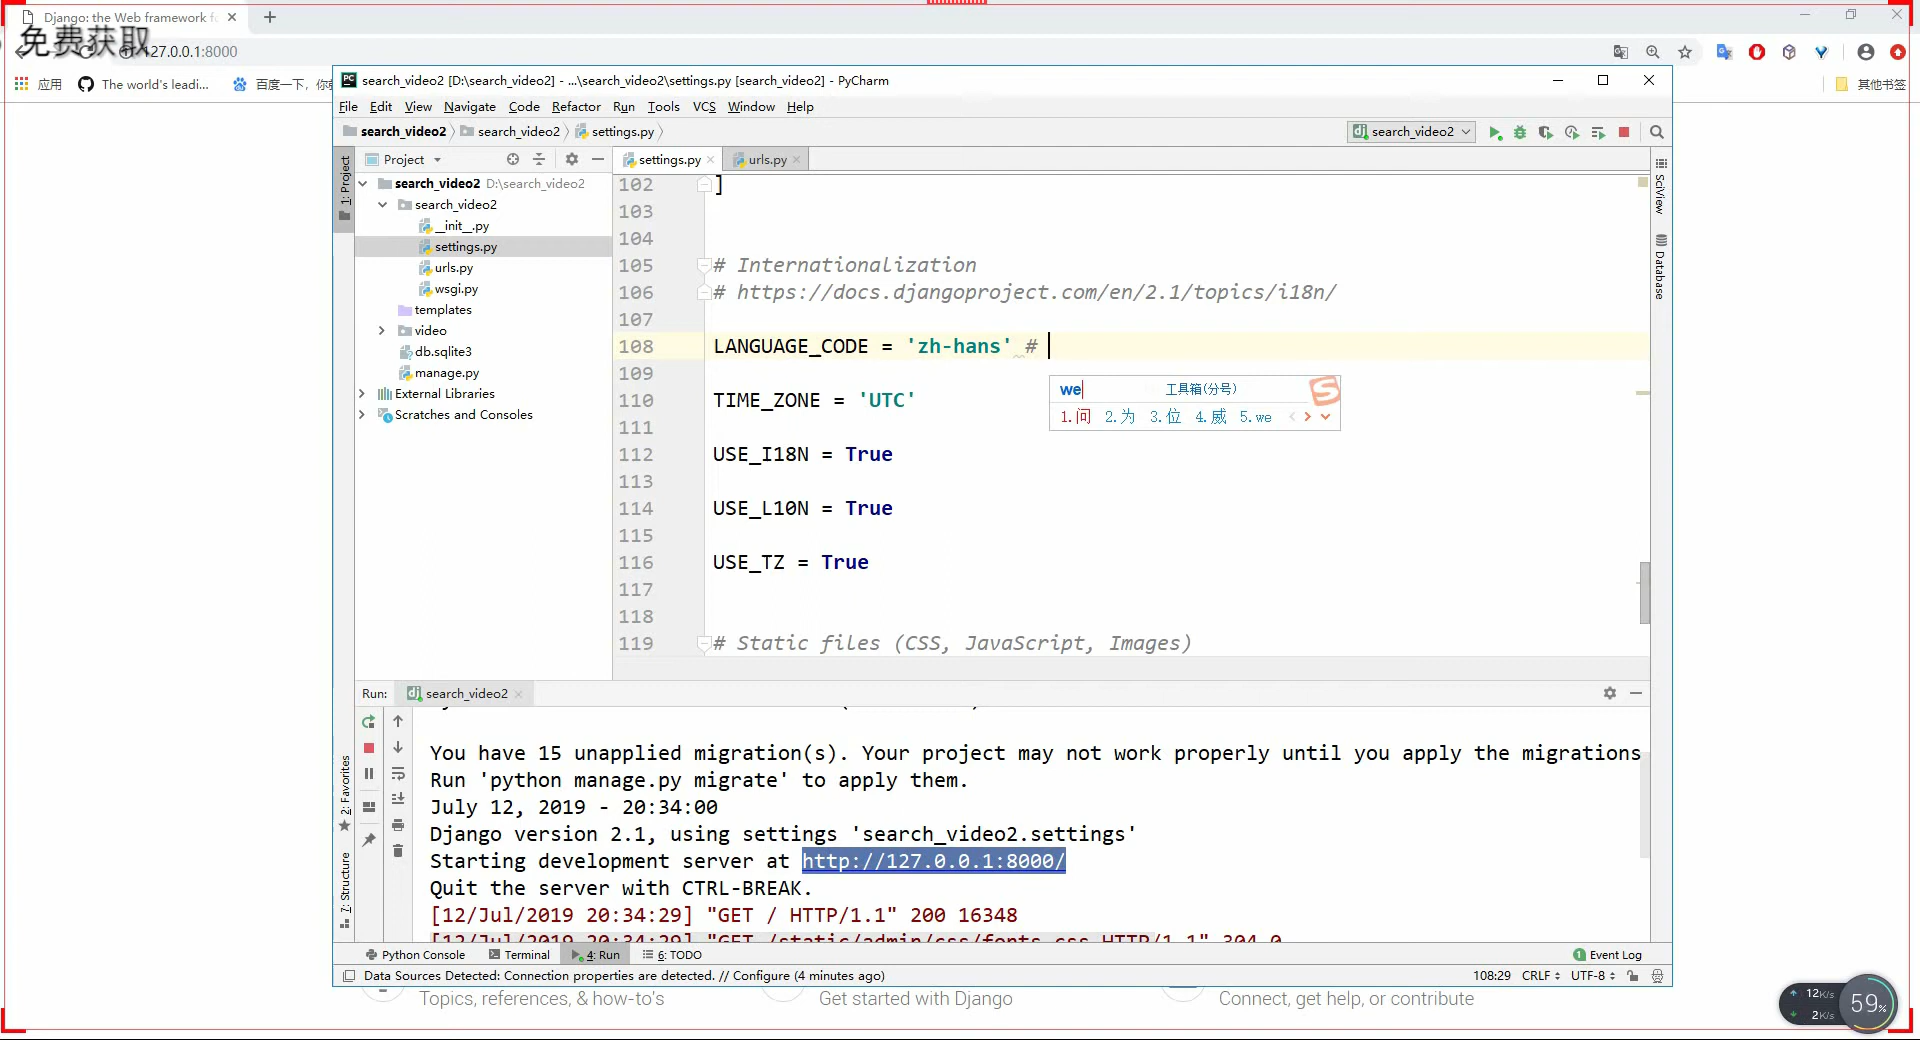 Django: the Web framework fo
免费获取
127.0.0.1:8000
应用
The world's leadi...
百度一下, 你就
其他书签
search_video2 [D:\search_video2] - ...\search_video2\settings.py [search_video2] - PyCharm
File Edit View Navigate Code Refactor Run Tools VCS Window Help
search_video2 search_video2 settings.py
search_video2
1: Project
Project
settings.py
urls.py
search_video2 D:\search_video2
search_video2
__init__.py
settings.py
urls.py
wsgi.py
templates
video
db.sqlite3
manage.py
External Libraries
Scratches and Consoles
102 ]
103
104
105 # Internationalization
106 # https://docs.djangoproject.com/en/2.1/topics/i18n/
107
108 LANGUAGE_CODE = 'zh-hans' #
109
110 TIME_ZONE = 'UTC'
111
112 USE_I18N = True
113
114 USE_L10N = True
115
116 USE_TZ = True
117
118
119 # Static files (CSS, JavaScript, Images)
we 工具箱(分号)
1.问 2.为 3.位 4.威 5.we
SciView
Database
Run: search_video2
You have 15 unapplied migration(s). Your project may not work properly until you apply the migrations
Run 'python manage.py migrate' to apply them.
July 12, 2019 - 20:34:00
Django version 2.1, using settings 'search_video2.settings'
Starting development server at http://127.0.0.1:8000/
Quit the server with CTRL-BREAK.
[12/Jul/2019 20:34:29] "GET / HTTP/1.1" 200 16348
[12/Jul/2019 20:34:29] "GET /static/admin/css/fonts.css HTTP/1.1" 304 0
2: Favorites
7: Structure
Python Console Terminal 4: Run 6: TODO
1 Event Log
Data Sources Detected: Connection properties are detected. // Configure (4 minutes ago)
108:29 CRLF UTF-8
Topics, references, & how-to's
Get started with Django
Connect, get help, or contribute
12K/s
2K/s
59%